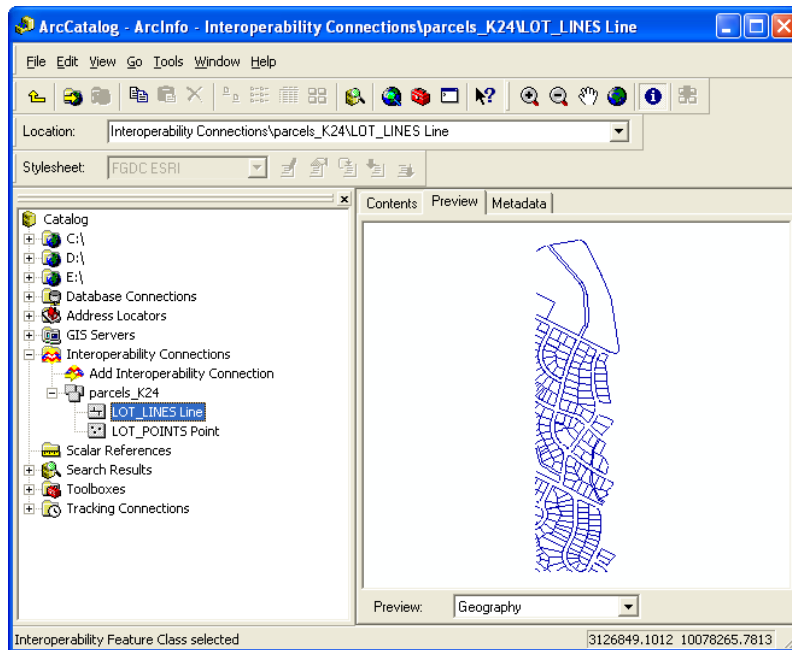 ArcCatalog - ArcInfo - Interoperability Connections\parcels_K24\LOT_LINES Line
File Edit View Go Tools Window Help
Location: Interoperability Connections\parcels_K24\LOT_LINES Line
Stylesheet: FGDC ESRI
Catalog
C:\
D:\
E:\
Database Connections
Address Locators
GIS Servers
Interoperability Connections
Add Interoperability Connection
parcels_K24
LOT_LINES Line
LOT_POINTS Point
Scalar References
Search Results
Toolboxes
Tracking Connections
Contents Preview Metadata
Preview: Geography
Interoperability Feature Class selected 3126849.1012 10078265.7813